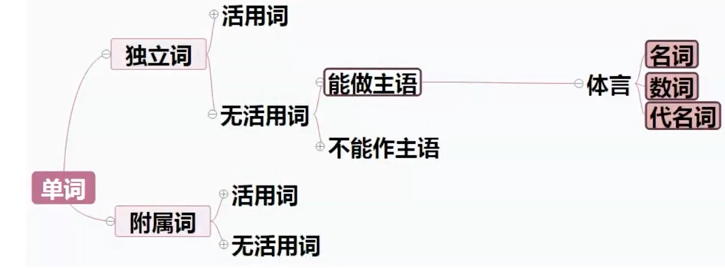 活用词
独立词
名词
能做主语
体言
数词
无活用词
代名词
不能作主语
单词
活用词
附属词
无活用词